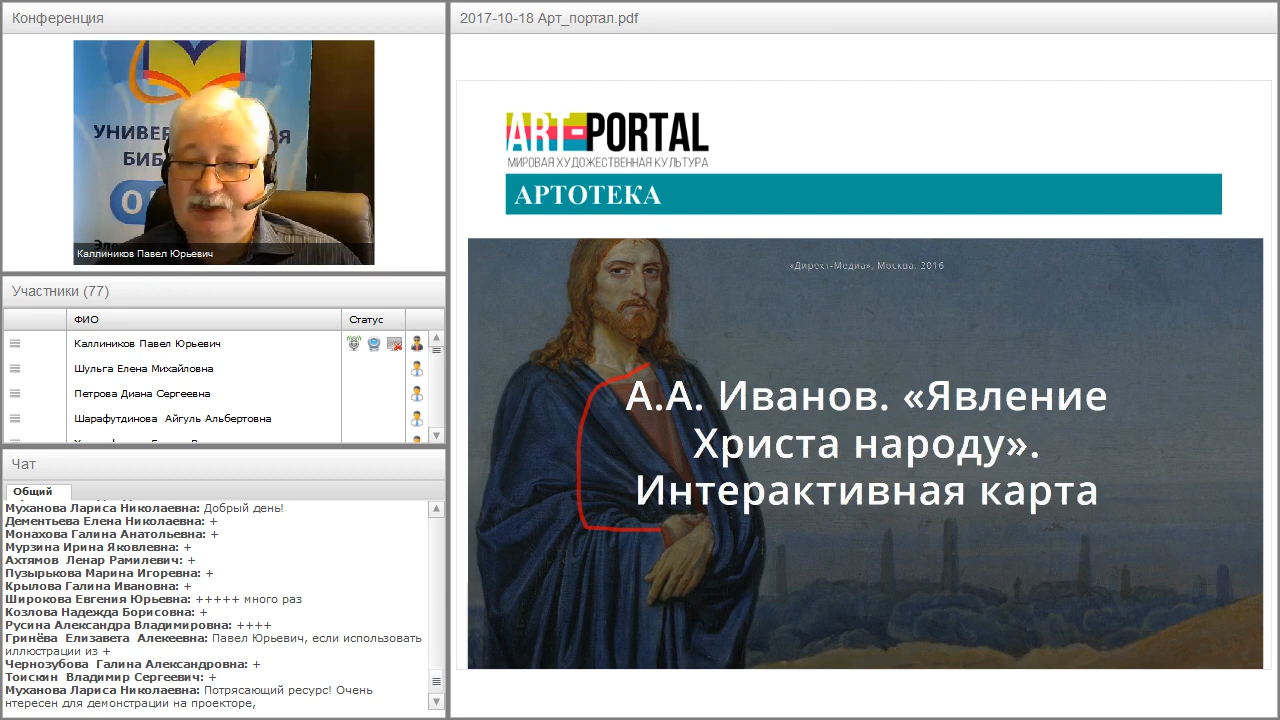 Конференция
УНИВЕР
АЯ
БИБ
Каллиников Павел Юрьевич
Участники (77)
ФИО
Статус
Каллиников Павел Юрьевич
Шульга Елена Михайловна
Петрова Диана Сергеевна
Шарафутдинова Айгуль Альбертовна
Чат
Общий
Муханова Лариса Николаевна: Добрый день!
Дементьева Елена Николаевна: +
Монахова Галина Анатольевна: +
Мурзина Ирина Яковлевна: +
Ахтямов Ленар Рамилевич: +
Пузырькова Марина Игоревна: +
Крылова Галина Ивановна: +
Широкова Евгения Юрьевна: +++++ много раз
Козлова Надежда Борисовна: +
Русина Александра Владимировна: ++++
Гринёва Елизавета Алекеевна: Павел Юрьевич, если использовать
иллюстрации из +
Чернозубова Галина Александровна: +
Тоискин Владимир Сергеевич: +
Муханова Лариса Николаевна: Потрясающий ресурс! Очень
нтересен для демонстрации на проекторе,
2017-10-18 Арт_портал.pdf
ART-PORTAL
МИРОВАЯ ХУДОЖЕСТВЕННАЯ КУЛЬТУРА
АРТОТЕКА
«Директ-Медиа», Москва, 2016
А.А. Иванов. «Явление
Христа народу».
Интерактивная карта